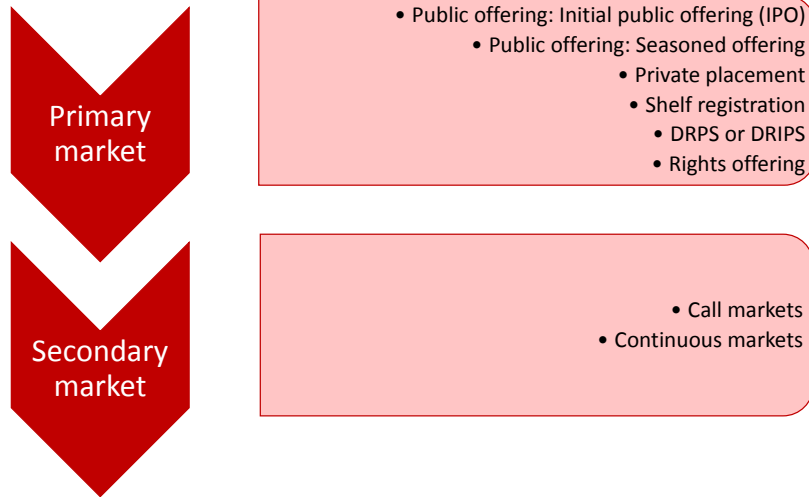 Primary
market
• Public offering: Initial public offering (IPO)
• Public offering: Seasoned offering
• Private placement
• Shelf registration
• DRPS or DRIPS
• Rights offering
Secondary
market
• Call markets
• Continuous markets